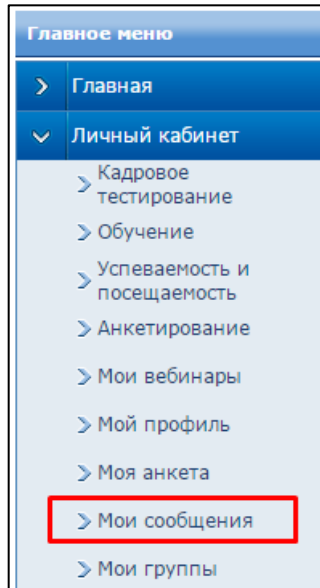 Главное меню
Главная
Личный кабинет
Кадровое
тестирование
Обучение
Успеваемость и
посещаемость
Анкетирование
Мои вебинары
Мой профиль
Моя анкета
Мои сообщения
Мои группы